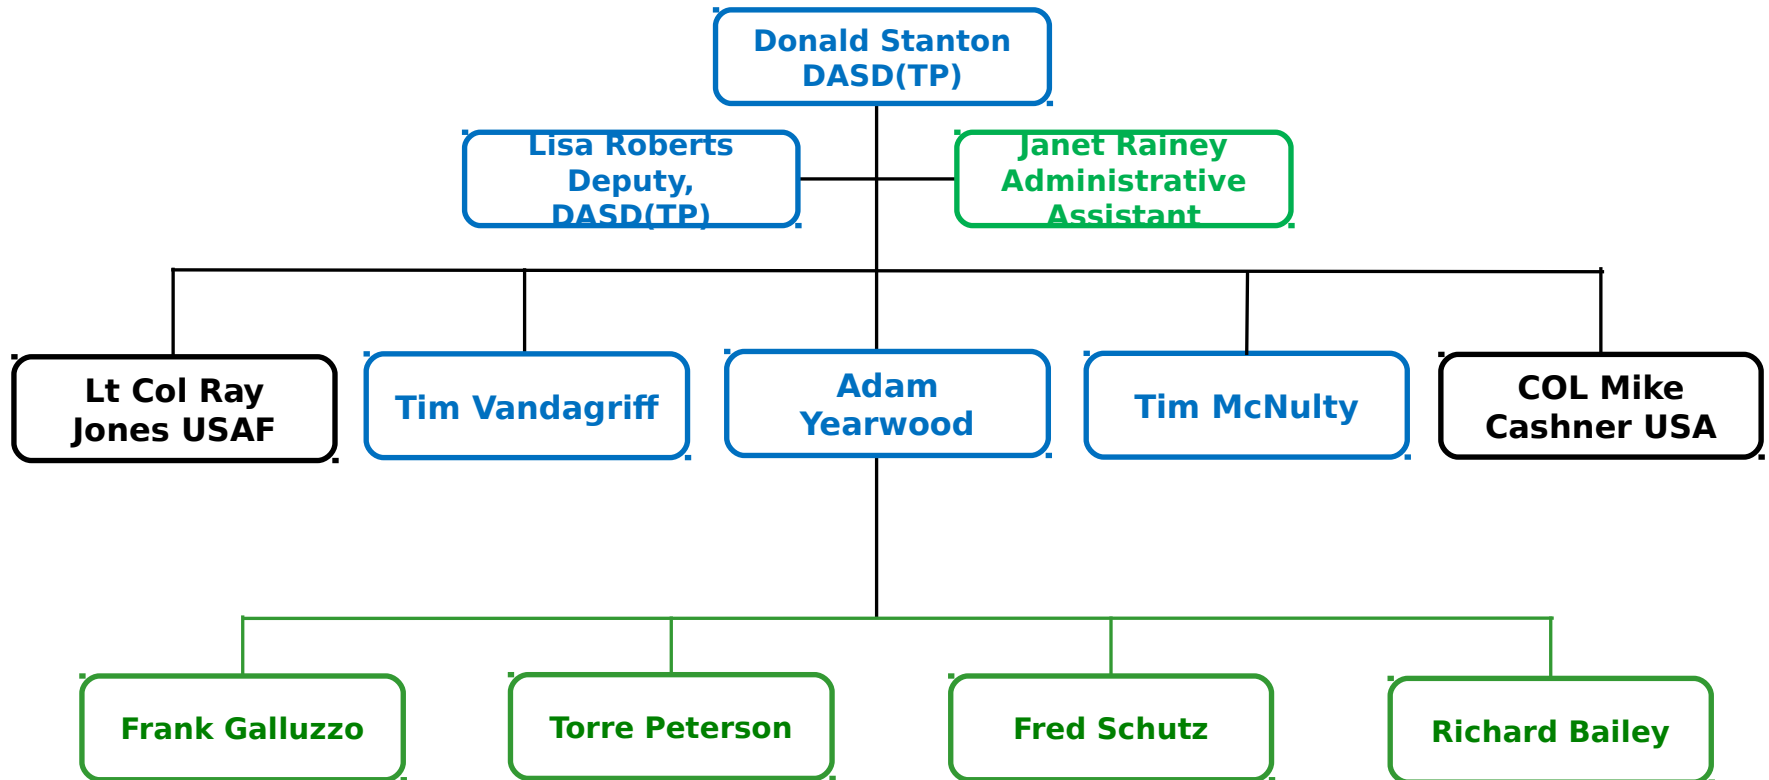 Donald Stanton
DASD(TP)
Lisa Roberts
Deputy,
DASD(TP)
Janet Rainey
Administrative
Assistant
Lt Col Ray
Jones USAF
Tim Vandagriff
Adam
Yearwood
Tim McNulty
COL Mike
Cashner USA
Frank Galluzzo
Torre Peterson
Fred Schutz
Richard Bailey